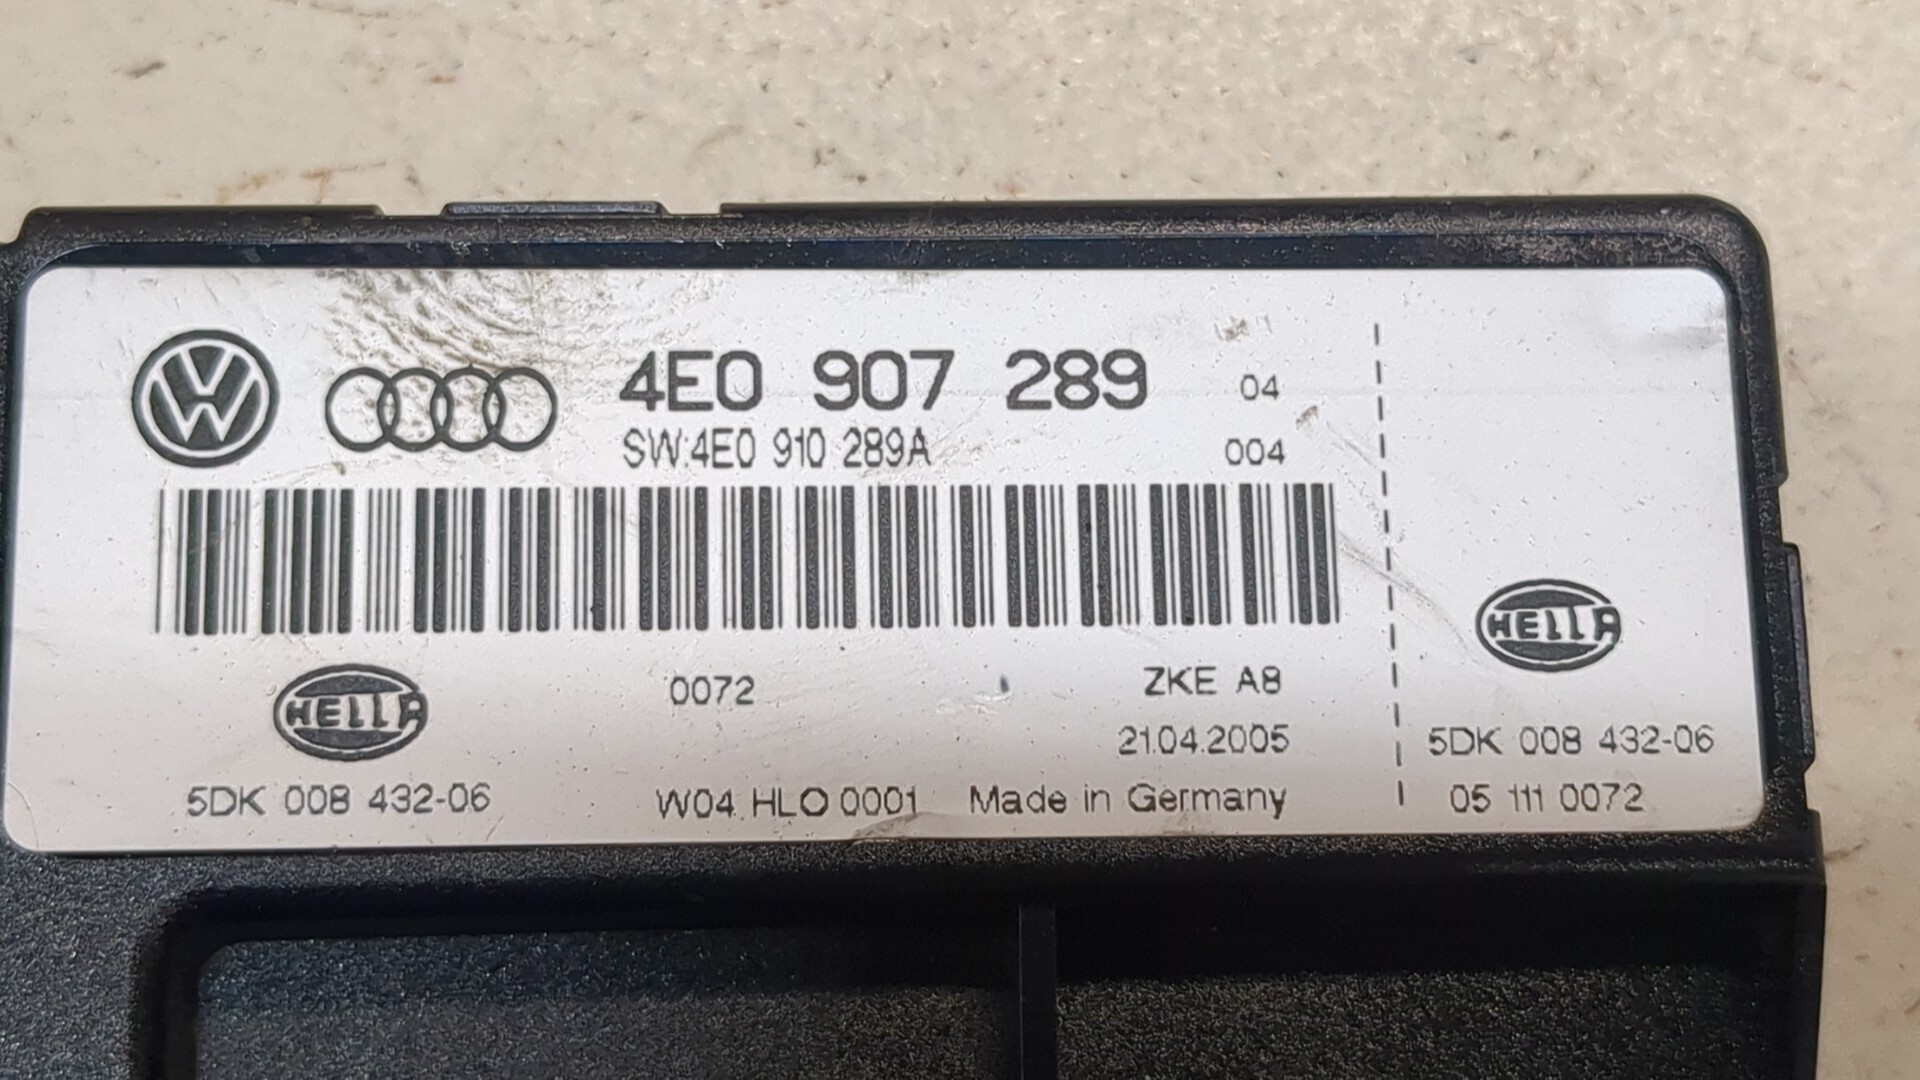 4E0 907 289 04
SW:4E0 910 289A 004
HELLA
0072 ZKE A8
21.04.2005
5DK 008 432-06 W04 HLO 0001 Made in Germany
HELLA
5DK 008 432-06
05 111 0072